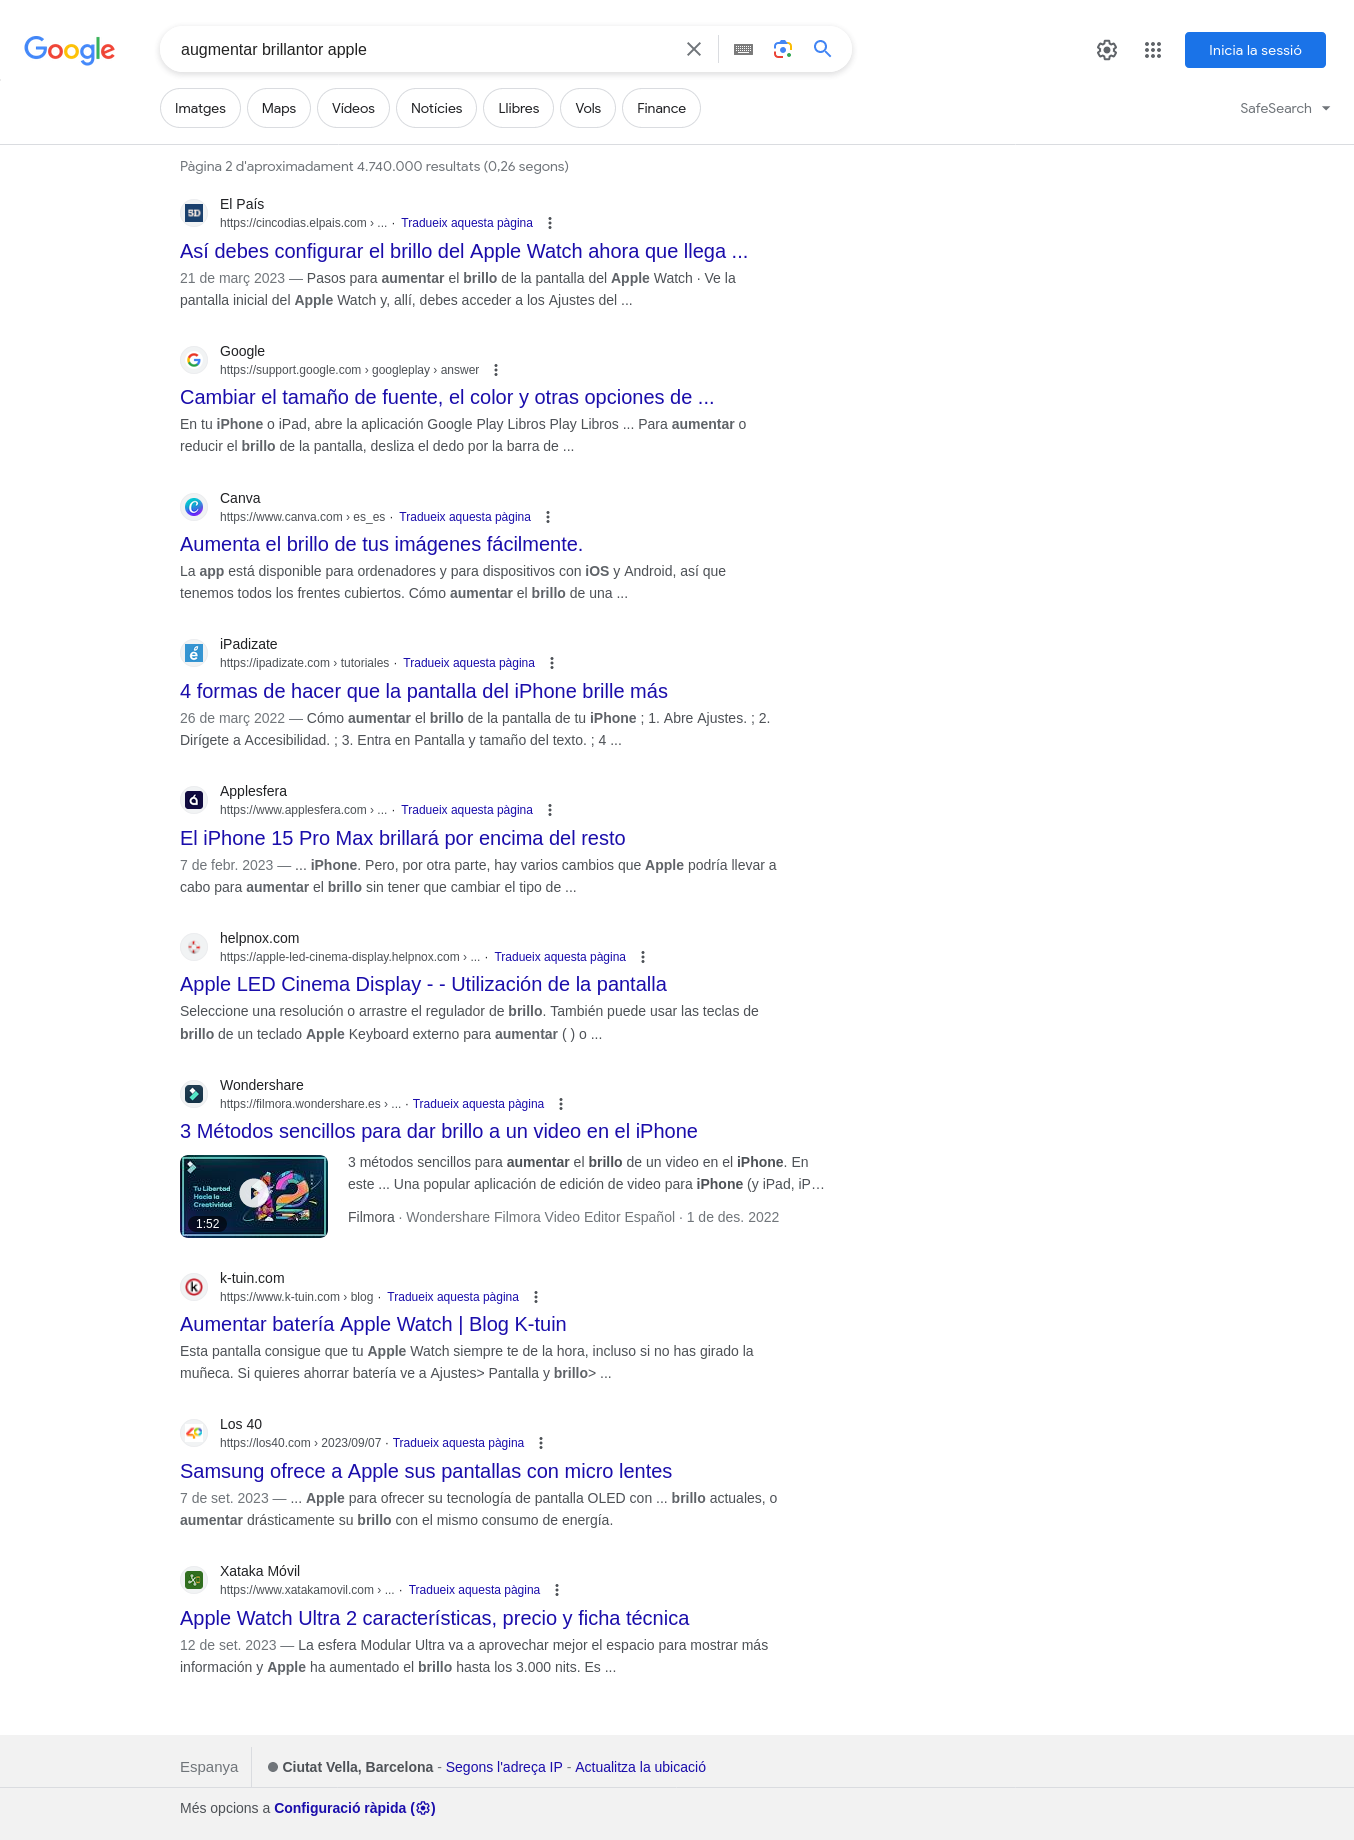 Google
augmentar brillantor apple
Inicia la sessió
Imatges
Maps
Vídeos
Notícies
Llibres
Vols
Finance
SafeSearch
Pàgina 2 d'aproximadament 4.740.000 resultats (0,26 segons)
5D
El País
https://cincodias.elpais.com › ... · Tradueix aquesta pàgina
Así debes configurar el brillo del Apple Watch ahora que llega ...
21 de març 2023 — Pasos para aumentar el brillo de la pantalla del Apple Watch · Ve la
pantalla inicial del Apple Watch y, allí, debes acceder a los Ajustes del ...
Google
https://support.google.com › googleplay › answer
Cambiar el tamaño de fuente, el color y otras opciones de ...
En tu iPhone o iPad, abre la aplicación Google Play Libros Play Libros ... Para aumentar o
reducir el brillo de la pantalla, desliza el dedo por la barra de ...
Canva
https://www.canva.com › es_es · Tradueix aquesta pàgina
Aumenta el brillo de tus imágenes fácilmente.
La app está disponible para ordenadores y para dispositivos con iOS y Android, así que
tenemos todos los frentes cubiertos. Cómo aumentar el brillo de una ...
iPadizate
https://ipadizate.com › tutoriales · Tradueix aquesta pàgina
4 formas de hacer que la pantalla del iPhone brille más
26 de març 2022 — Cómo aumentar el brillo de la pantalla de tu iPhone ; 1. Abre Ajustes. ; 2.
Dirígete a Accesibilidad. ; 3. Entra en Pantalla y tamaño del texto. ; 4 ...
Applesfera
https://www.applesfera.com › ... · Tradueix aquesta pàgina
El iPhone 15 Pro Max brillará por encima del resto
7 de febr. 2023 — ... iPhone. Pero, por otra parte, hay varios cambios que Apple podría llevar a
cabo para aumentar el brillo sin tener que cambiar el tipo de ...
helpnox.com
https://apple-led-cinema-display.helpnox.com › ... · Tradueix aquesta pàgina
Apple LED Cinema Display - - Utilización de la pantalla
Seleccione una resolución o arrastre el regulador de brillo. También puede usar las teclas de
brillo de un teclado Apple Keyboard externo para aumentar ( ) o ...
Wondershare
https://filmora.wondershare.es › ... · Tradueix aquesta pàgina
3 Métodos sencillos para dar brillo a un video en el iPhone
Tu Libertad
Hacia la
Creatividad
12
1:52
3 métodos sencillos para aumentar el brillo de un video en el iPhone. En
este ... Una popular aplicación de edición de video para iPhone (y iPad, iP…
Filmora · Wondershare Filmora Video Editor Español · 1 de des. 2022
k-tuin.com
https://www.k-tuin.com › blog · Tradueix aquesta pàgina
Aumentar batería Apple Watch | Blog K-tuin
Esta pantalla consigue que tu Apple Watch siempre te de la hora, incluso si no has girado la
muñeca. Si quieres ahorrar batería ve a Ajustes> Pantalla y brillo> ...
Los 40
https://los40.com › 2023/09/07 · Tradueix aquesta pàgina
Samsung ofrece a Apple sus pantallas con micro lentes
7 de set. 2023 — ... Apple para ofrecer su tecnología de pantalla OLED con ... brillo actuales, o
aumentar drásticamente su brillo con el mismo consumo de energía.
Xataka Móvil
https://www.xatakamovil.com › ... · Tradueix aquesta pàgina
Apple Watch Ultra 2 características, precio y ficha técnica
12 de set. 2023 — La esfera Modular Ultra va a aprovechar mejor el espacio para mostrar más
información y Apple ha aumentado el brillo hasta los 3.000 nits. Es ...
Espanya
Ciutat Vella, Barcelona - Segons l'adreça IP - Actualitza la ubicació
Més opcions a Configuració ràpida ( )